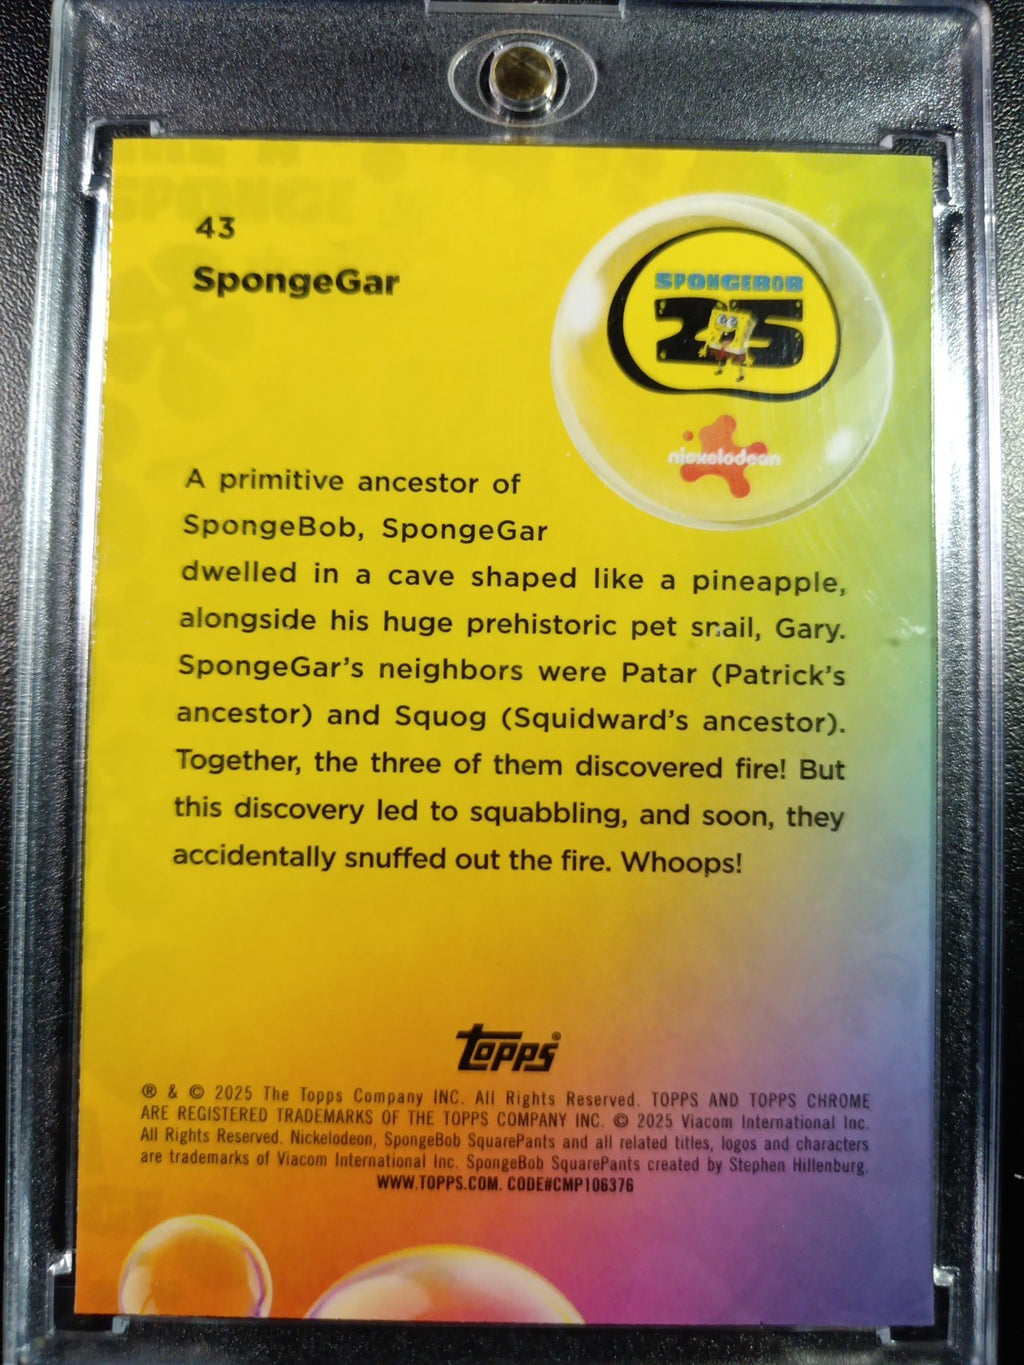 43
SpongeGar
SPONGEBOB
25
nickelodeon
A primitive ancestor of
SpongeBob, SpongeGar
dwelled in a cave shaped like a pineapple,
alongside his huge prehistoric pet snail, Gary.
SpongeGar's neighbors were Patar (Patrick's
ancestor) and Squog (Squidward's ancestor).
Together, the three of them discovered fire! But
this discovery led to squabbling, and soon, they
accidentally snuffed out the fire. Whoops!
Topps®
® & © 2025 The Topps Company INC. All Rights Reserved. TOPPS AND TOPPS CHROME
ARE REGISTERED TRADEMARKS OF THE TOPPS COMPANY INC. © 2025 Viacom International Inc.
All Rights Reserved. Nickelodeon, SpongeBob SquarePants and all related titles, logos and characters
are trademarks of Viacom International Inc. SpongeBob SquarePants created by Stephen Hillenburg.
WWW.TOPPS.COM. CODE#CMP106376